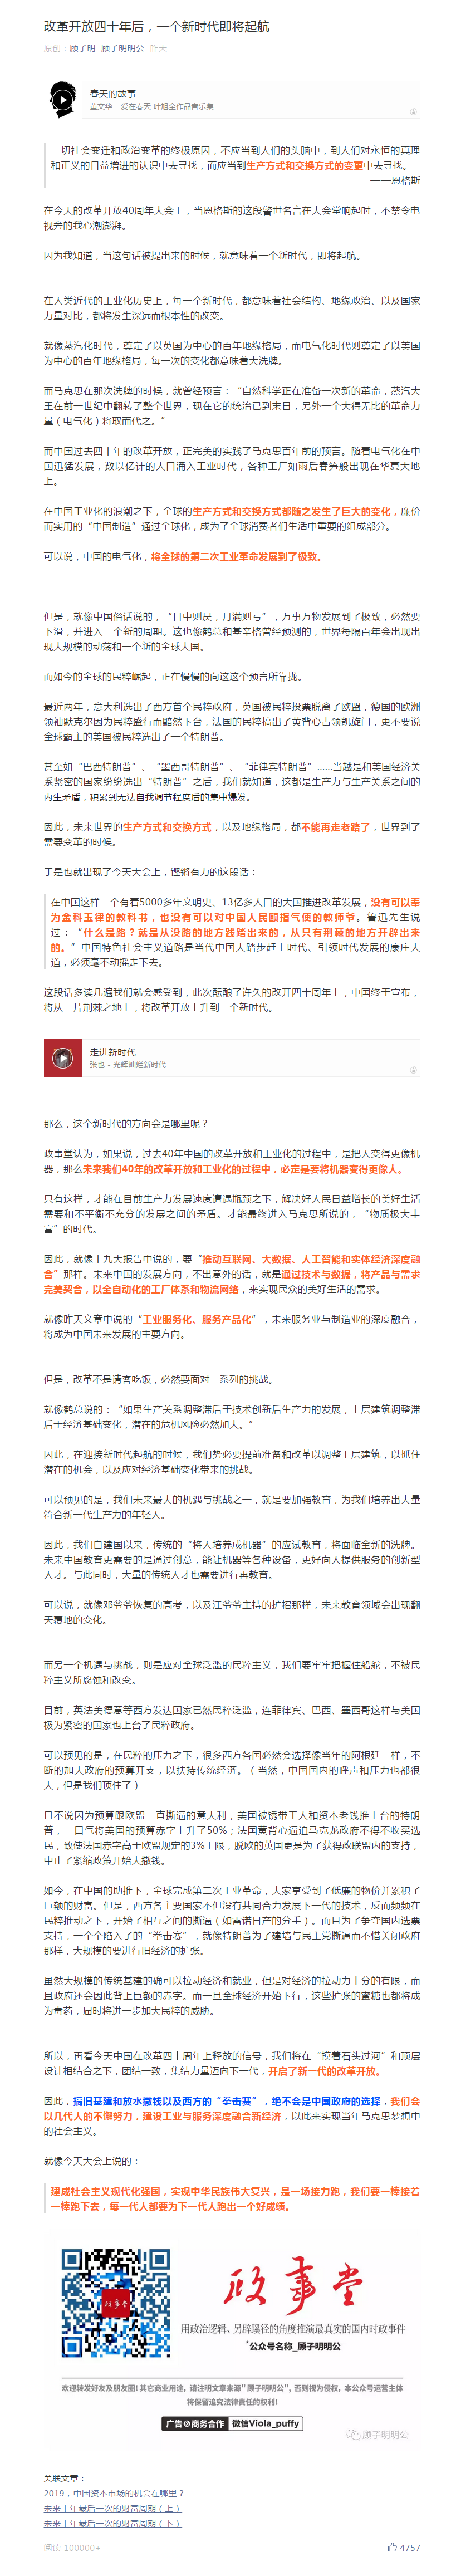 改革开放四十年后，一个新时代即将起航
原创：顾子明 顾子明明公 昨天
春天的故事
董文华 - 爱在春天 叶旭全作品音乐集
一切社会变迁和政治变革的终极原因，不应当到人们的头脑中，到人们对永恒的真理
和正义的日益增进的认识中去寻找，而应当到生产方式和交换方式的变更中去寻找。
——恩格斯
在今天的改革开放40周年大会上，当恩格斯的这段警世名言在大会堂响起时，不禁令电
视旁的我心潮澎湃。
因为我知道，当这句话被提出来的时候，就意味着一个新时代，即将起航。
在人类近代的工业化历史上，每一个新时代，都意味着社会结构、地缘政治、以及国家
力量对比，都将发生深远而根本性的改变。
就像蒸汽化时代，奠定了以英国为中心的百年地缘格局，而电气化时代则奠定了以美国
为中心的百年地缘格局，每一次的变化都意味着大洗牌。
而马克思在那次洗牌的时候，就曾经预言：“自然科学正在准备一次新的革命，蒸汽大
王在前一世纪中翻转了整个世界，现在它的统治已到末日，另外一个大得无比的革命力
量（电气化）将取而代之。”
而中国过去四十年的改革开放，正完美的实践了马克思百年前的预言。随着电气化在中
国迅猛发展，数以亿计的人口涌入工业时代，各种工厂如雨后春笋般出现在华夏大地
上。
在中国工业化的浪潮之下，全球的生产方式和交换方式都随之发生了巨大的变化，廉价
而实用的“中国制造”通过全球化，成为了全球消费者们生活中重要的组成部分。
可以说，中国的电气化，将全球的第二次工业革命发展到了极致。
但是，就像中国俗话说的，“日中则昃，月满则亏”，万事万物发展到了极致，必然要
下滑，并进入一个新的周期。这也像鹤总和基辛格曾经预测的，世界每隔百年会出现出
现大规模的动荡和一个新的全球大国。
而如今的全球的民粹崛起，正在慢慢的向这这个预言所靠拢。
最近两年，意大利选出了西方首个民粹政府，英国被民粹投票脱离了欧盟，德国的欧洲
领袖默克尔因为民粹盛行而黯然下台，法国的民粹搞出了黄背心占领凯旋门，更不要说
全球霸主的美国被民粹选出了一个特朗普。
甚至如“巴西特朗普”、“墨西哥特朗普”、“菲律宾特朗普”……当越是和美国经济关
系紧密的国家纷纷选出“特朗普”之后，我们就知道，这都是生产力与生产关系之间的
内生矛盾，积累到无法自我调节程度后的集中爆发。
因此，未来世界的生产方式和交换方式，以及地缘格局，都不能再走老路了，世界到了
需要变革的时候。
于是也就出现了今天大会上，铿锵有力的这段话：
在中国这样一个有着5000多年文明史、13亿多人口的大国推进改革发展，没有可以奉
为金科玉律的教科书，也没有可以对中国人民颐指气使的教师爷。鲁迅先生说
过：“什么是路？就是从没路的地方践踏出来的，从只有荆棘的地方开辟出来
的。”中国特色社会主义道路是当代中国大踏步赶上时代、引领时代发展的康庄大
道，必须毫不动摇走下去。
这段话多读几遍我们就会感受到，此次酝酿了许久的改开四十周年上，中国终于宣布，
将从一片荆棘之地上，将改革开放上升到一个新时代。
走进新时代
张也 - 光辉灿烂新时代
那么，这个新时代的方向会是哪里呢？
政事堂认为，如果说，过去40年中国的改革开放和工业化的过程中，是把人变得更像机
器，那么未来我们40年的改革开放和工业化的过程中，必定是要将机器变得更像人。
只有这样，才能在目前生产力发展速度遭遇瓶颈之下，解决好人民日益增长的美好生活
需要和不平衡不充分的发展之间的矛盾。才能最终进入马克思所说的，“物质极大丰
富”的时代。
因此，就像十九大报告中说的，要“推动互联网、大数据、人工智能和实体经济深度融
合”那样。未来中国的发展方向，不出意外的话，就是通过技术与数据，将产品与需求
完美契合，以全自动化的工厂体系和物流网络，来实现民众的美好生活的需求。
就像昨天文章中说的“工业服务化、服务产品化”，未来服务业与制造业的深度融合，
将成为中国未来发展的主要方向。
但是，改革不是请客吃饭，必然要面对一系列的挑战。
就像鹤总说的：“如果生产关系调整滞后于技术创新后生产力的发展，上层建筑调整滞
后于经济基础变化，潜在的危机风险必然加大。”
因此，在迎接新时代起航的时候，我们势必要提前准备和改革以调整上层建筑，以抓住
潜在的机会，以及应对经济基础变化带来的挑战。
可以预见的是，我们未来最大的机遇与挑战之一，就是要加强教育，为我们培养出大量
符合新一代生产力的年轻人。
因此，我们自建国以来，传统的“将人培养成机器”的应试教育，将面临全新的洗牌。
未来中国教育更需要的是通过创意，能让机器等各种设备，更好向人提供服务的创新型
人才。与此同时，大量的传统人才也需要进行再教育。
可以说，就像邓爷爷恢复的高考，以及江爷爷主持的扩招那样，未来教育领域会出现翻
天覆地的变化。
而另一个机遇与挑战，则是应对全球泛滥的民粹主义，我们要牢牢把握住船舵，不被民
粹主义所腐蚀和改变。
目前，英法美德意等西方发达国家已然民粹泛滥，连菲律宾、巴西、墨西哥这样与美国
极为紧密的国家也上台了民粹政府。
可以预见的是，在民粹的压力之下，很多西方各国必然会选择像当年的阿根廷一样，不
断的加大政府的预算开支，以扶持传统经济。（当然，中国国内的呼声和压力也都很
大，但是我们顶住了）
且不说因为预算跟欧盟一直撕逼的意大利，美国被锈带工人和资本老钱推上台的特朗
普，一口气将美国的预算赤字上升了50%；法国黄背心逼迫马克龙政府不得不收买选
民，致使法国赤字高于欧盟规定的3%上限，脱欧的英国更是为了获得政联盟内的支持，
中止了紧缩政策开始大撒钱。
如今，在中国的助推下，全球完成第二次工业革命，大家享受到了低廉的物价并累积了
巨额的财富。但是，西方各主要国家不但没有共同合力发展下一代的技术，反而频频在
民粹推动之下，开始了相互之间的撕逼（如雷诺日产的分手）。而且为了争夺国内选票
支持，一个个陷入了的“拳击赛”，就像特朗普为了建墙与民主党撕逼而不惜关闭政府
那样，大规模的要进行旧经济的扩张。
虽然大规模的传统基建的确可以拉动经济和就业，但是对经济的拉动力十分的有限，而
且政府还会因此背上巨额的赤字。而一旦全球经济开始下行，这些扩张的蜜糖也都将成
为毒药，届时将进一步加大民粹的威胁。
所以，再看今天中国在改革四十周年上释放的信号，我们将在“摸着石头过河”和顶层
设计相结合之下，团结一致，集结力量迈向下一代，开启了新一代的改革开放。
因此，搞旧基建和放水撒钱以及西方的“拳击赛”，绝不会是中国政府的选择，我们会
以几代人的不懈努力，建设工业与服务深度融合新经济，以此来实现当年马克思梦想中
的社会主义。
就像今天大会上说的：
建成社会主义现代化强国，实现中华民族伟大复兴，是一场接力跑，我们要一棒接着
一棒跑下去，每一代人都要为下一代人跑出一个好成绩。
政事堂
政事堂
用政治逻辑、另辟蹊径的角度推演最真实的国内时政事件
*公众号名称_顾子明明公
欢迎转发好友及朋友圈！其它商业用途，请注明文章来源“顾子明明公”，否则视为侵权，本公众号运营主体
将保留追究法律责任的权利！
广告&商务合作 微信Viola_puffy
顾子明明公
关联文章：
2019，中国资本市场的机会在哪里？
未来十年最后一次的财富周期（上）
未来十年最后一次的财富周期（下）
阅读 100000+ 4757